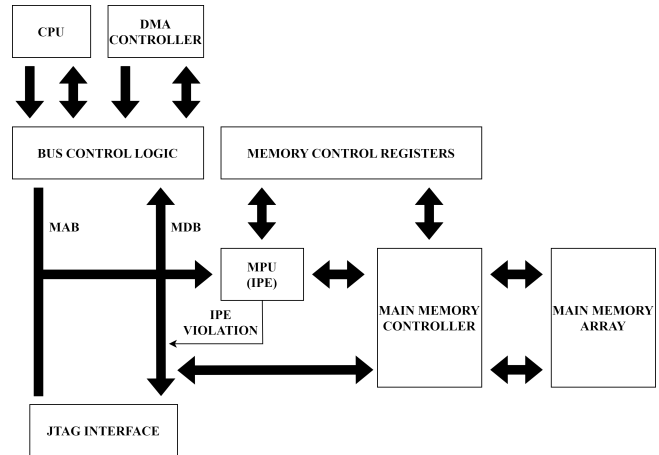 CPU
DMA
CONTROLLER
BUS CONTROL LOGIC
MEMORY CONTROL REGISTERS
MAB
MDB
MPU
(IPE)
IPE
VIOLATION
MAIN MEMORY
CONTROLLER
MAIN MEMORY
ARRAY
JTAG INTERFACE